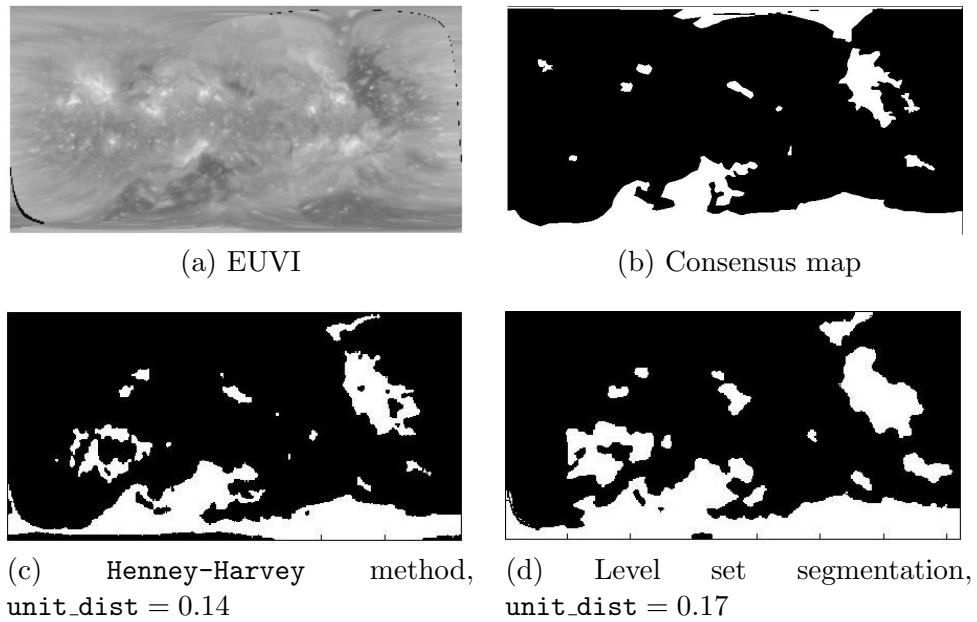 (a) EUVI
(b) Consensus map
(c) Henney-Harvey method,
unit_dist = 0.14
(d) Level set segmentation,
unit_dist = 0.17